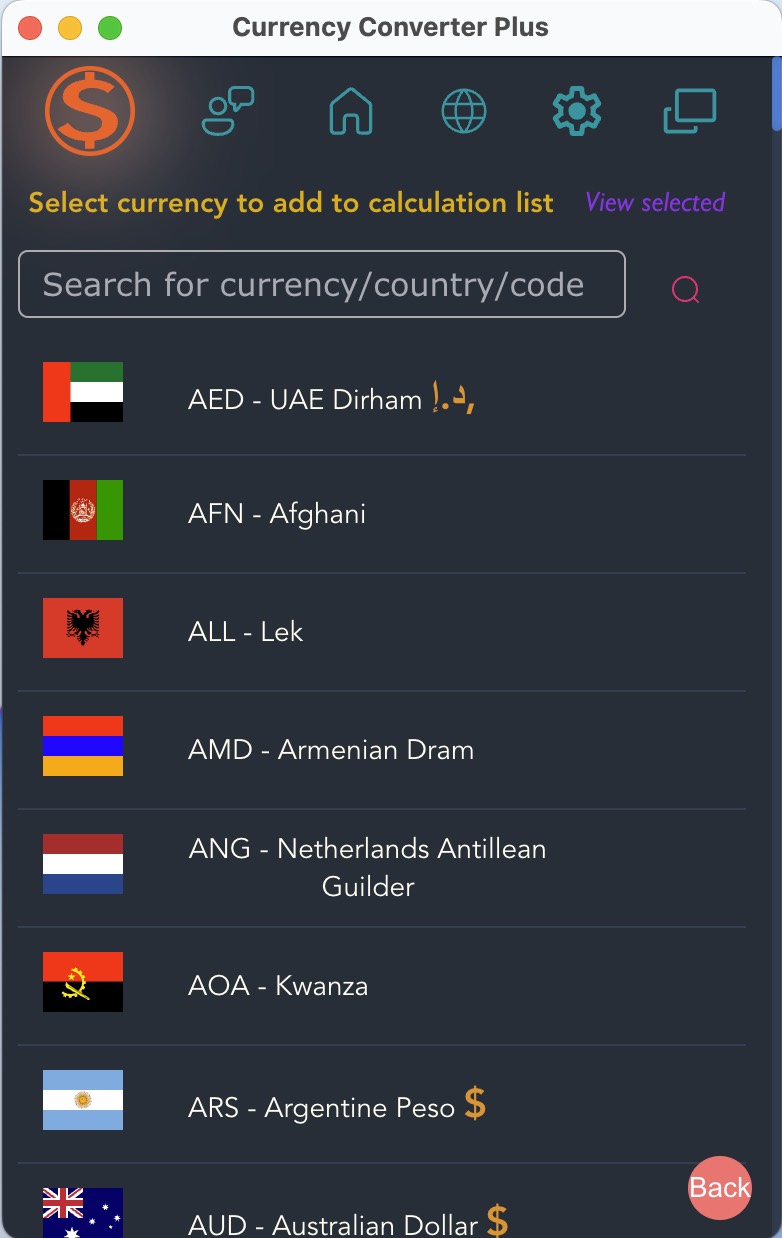 Currency Converter Plus
Select currency to add to calculation list View selected
Search for currency/country/code
AED - UAE Dirham د.إ,
AFN - Afghani
ALL - Lek
AMD - Armenian Dram
ANG - Netherlands Antillean
Guilder
AOA - Kwanza
ARS - Argentine Peso $
Back
AUD - Australian Dollar $